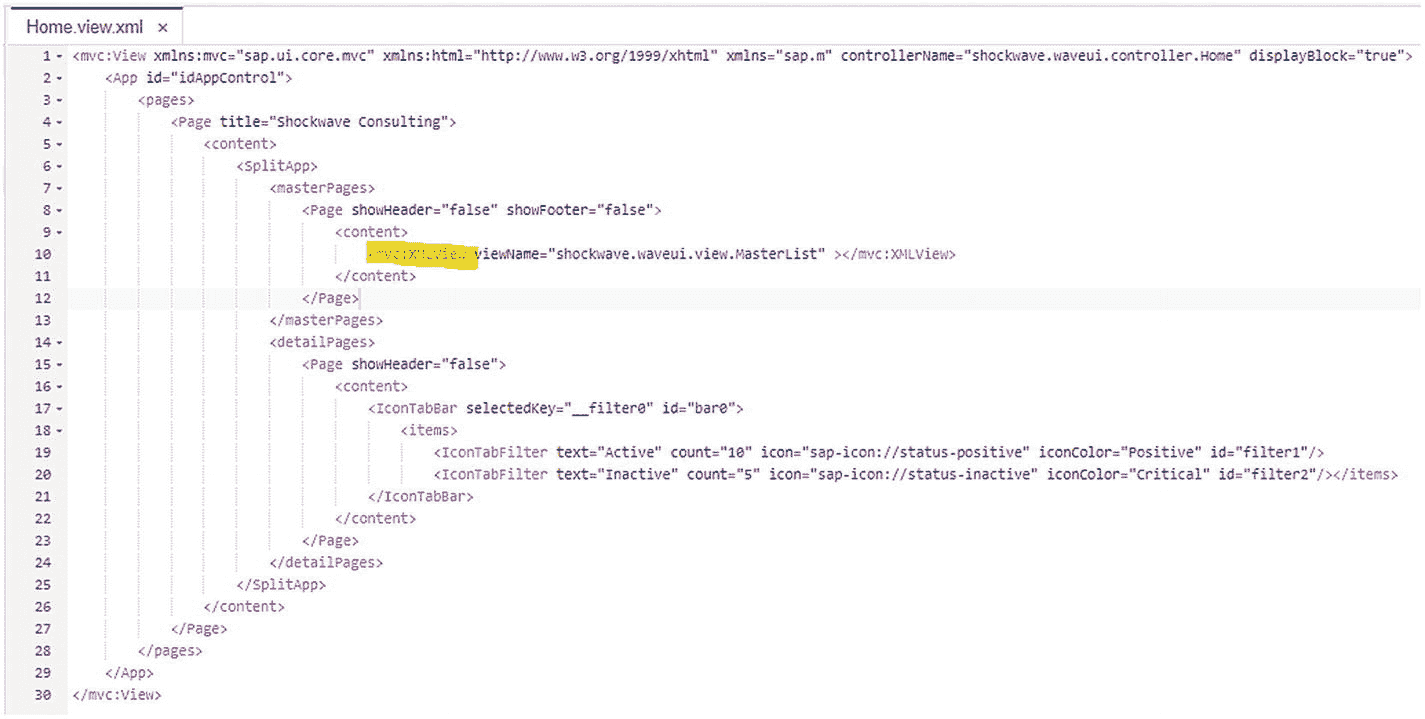 Home.view.xml ×
1 <mvc:View xmlns:mvc="sap.ui.core.mvc" xmlns:html="http://www.w3.org/1999/xhtml" xmlns="sap.m" controllerName="shockwave.waveui.controller.Home" displayBlock="true">
2 <App id="idAppControl">
3 <pages>
4 <Page title="Shockwave Consulting">
5 <content>
6 <SplitApp>
7 <masterPages>
8 <Page showHeader="false" showFooter="false">
9 <content>
10 <mvc:XMLView viewName="shockwave.waveui.view.MasterList" ></mvc:XMLView>
11 </content>
12 </Page>
13 </masterPages>
14 <detailPages>
15 <Page showHeader="false">
16 <content>
17 <IconTabBar selectedKey="__filter0" id="bar0">
18 <items>
19 <IconTabFilter text="Active" count="10" icon="sap-icon://status-positive" iconColor="Positive" id="filter1"/>
20 <IconTabFilter text="Inactive" count="5" icon="sap-icon://status-inactive" iconColor="Critical" id="filter2"/></items>
21 </IconTabBar>
22 </content>
23 </Page>
24 </detailPages>
25 </SplitApp>
26 </content>
27 </Page>
28 </pages>
29 </App>
30 </mvc:View>